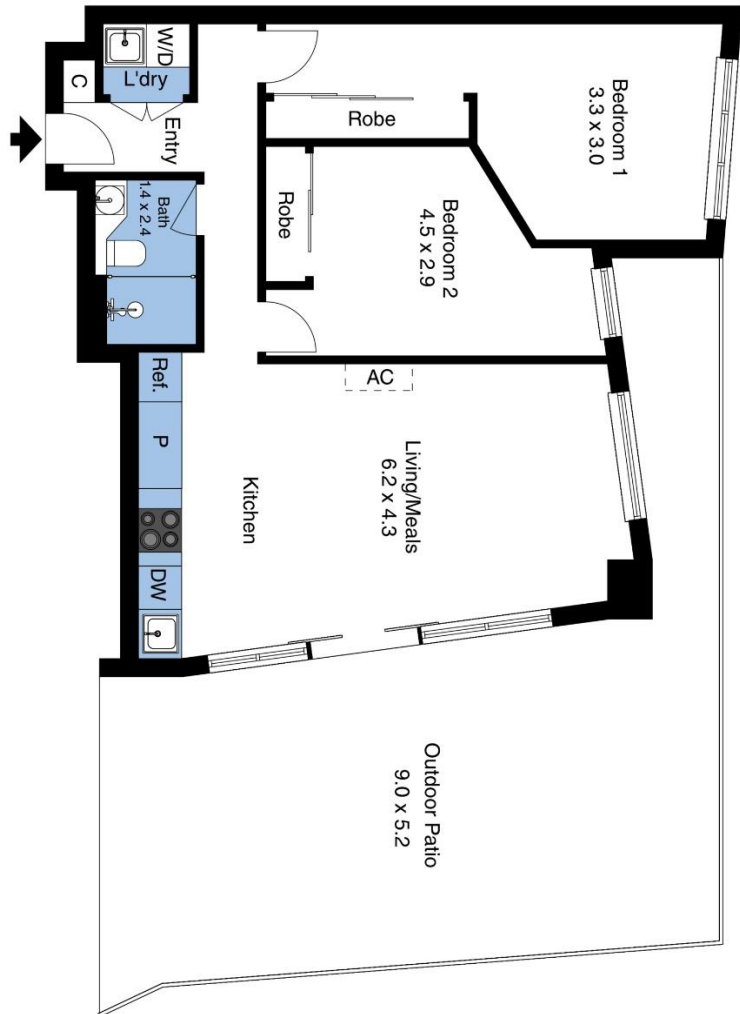 W/D
L'dry
C
Entry
Robe
Bedroom 1
3.3 x 3.0
Bath
1.4 x 2.4
Robe
Bedroom 2
4.5 x 2.9
Ref.
AC
P
Kitchen
Living/Meals
6.2 x 4.3
DW
Outdoor Patio
9.0 x 5.2